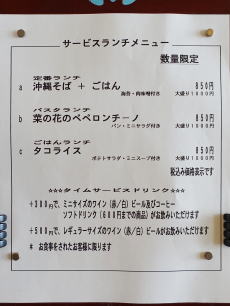 サービスランチメニュー
数量限定
定番ランチ
a 沖縄そば + ごはん 850円
海苔・肉味噌付き 大盛り1000円
パスタランチ
b 菜の花のペペロンチーノ 850円
パン・ミニサラダ付き 大盛り1000円
ごはんランチ
c タコライス 850円
ポテトサラダ・ミニスープ付き 大盛り1000円
税込み価格表示です
☆☆☆タイムサービスドリンク☆☆☆
+300円で、ミニサイズのワイン(赤/白)ビール及びコーヒー
ソフトドリンク(600円までの商品)がお飲みいただけます
+500円で、レギュラーサイズのワイン(赤/白)ビールがお飲みいただけます
* お食事をされたお客様に限ります